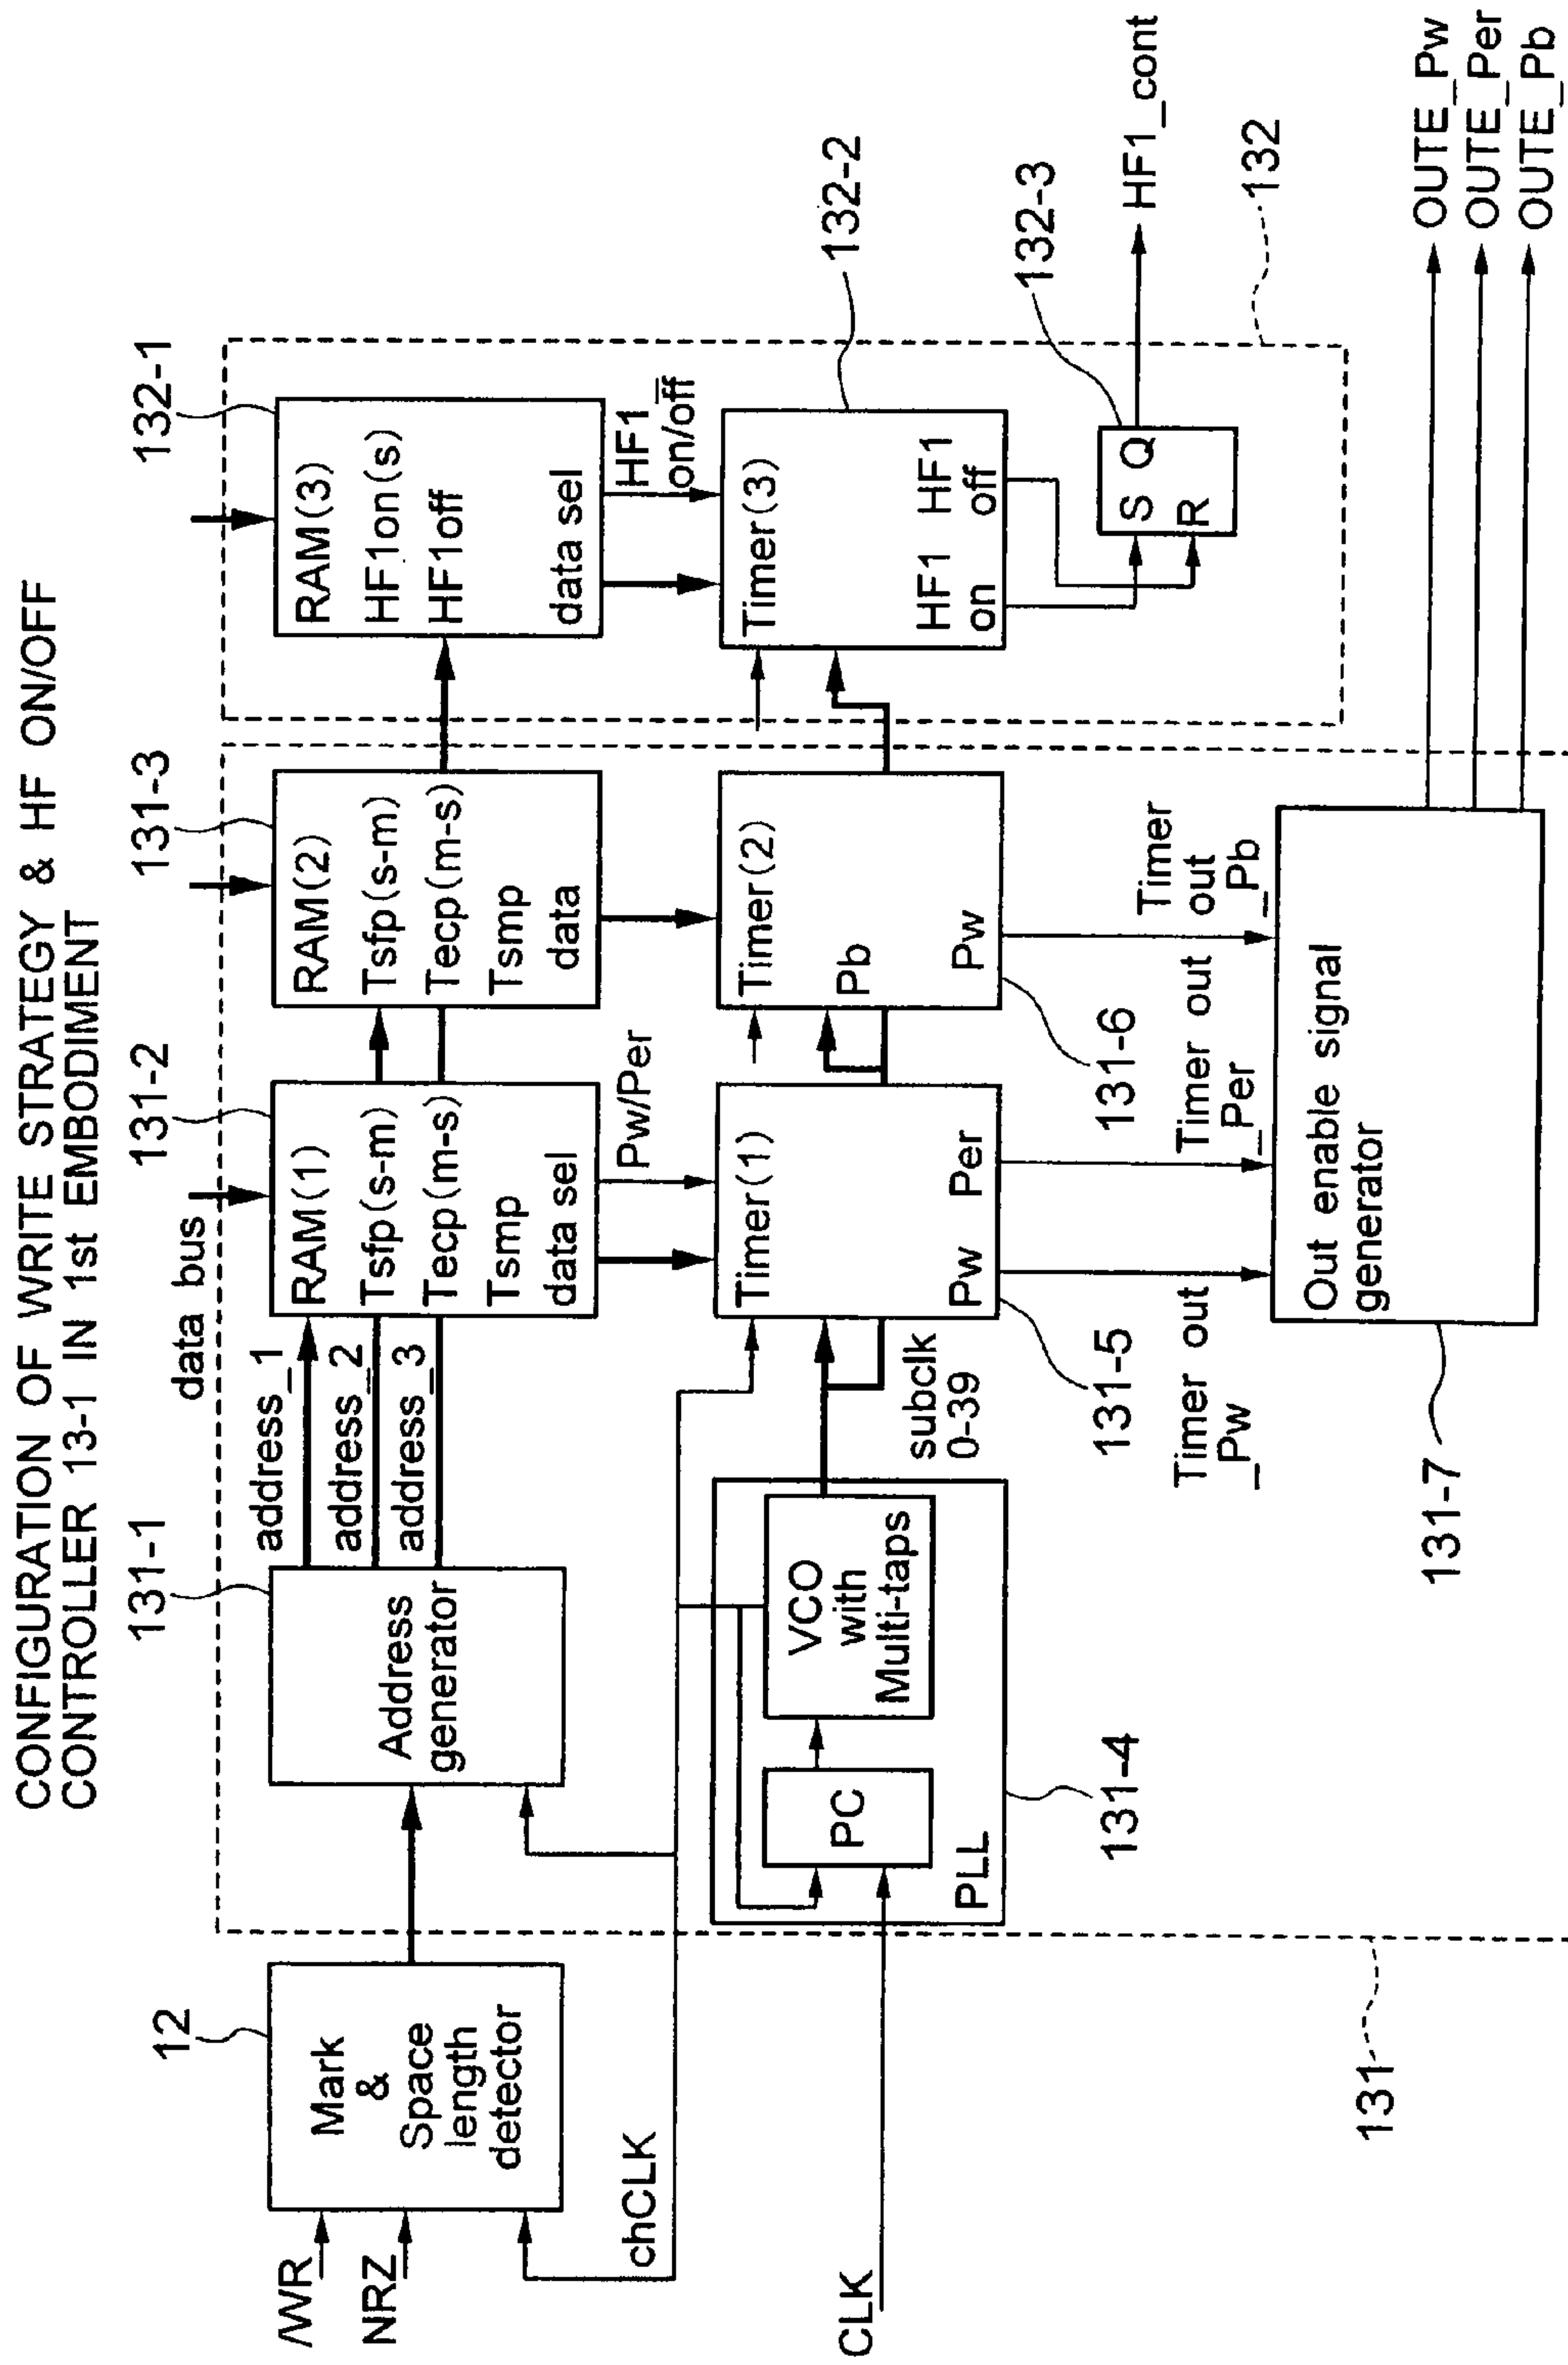 CONFIGURATION OF WRITE STRATEGY & HF ON/OFF
CONTROLLER 13-1 IN 1st EMBODIMENT
12
Mark
&
Space
length
detector
/WR
NRZ
chCLK
CLK
131-1
Address
generator
address_1
address_2
address_3
data bus
131-2
RAM(1)
Tsfp(s-m)
Tecp(m-s)
Tsmp
data sel
Pw/Per
131-3
RAM(2)
Tsfp(s-m)
Tecp(m-s)
Tsmp
data
132-1
RAM(3)
HF1on(s)
HF1off
data sel
HF1_
on/off
PC
VCO
with
Multi-taps
PLL
131-4
subclk
0-39
Timer(1)
Pw Per
131-5
Timer(2)
Pb
Pw
131-6
Timer(3)
HF1 HF1
on off
132-2
S Q
R
132-3
HF1_cont
132
Timer out
_Pw
Timer out
_Per
Timer
out
_Pb
Out enable signal
generator
131-7
OUTE_Pw
OUTE_Per
OUTE_Pb
131